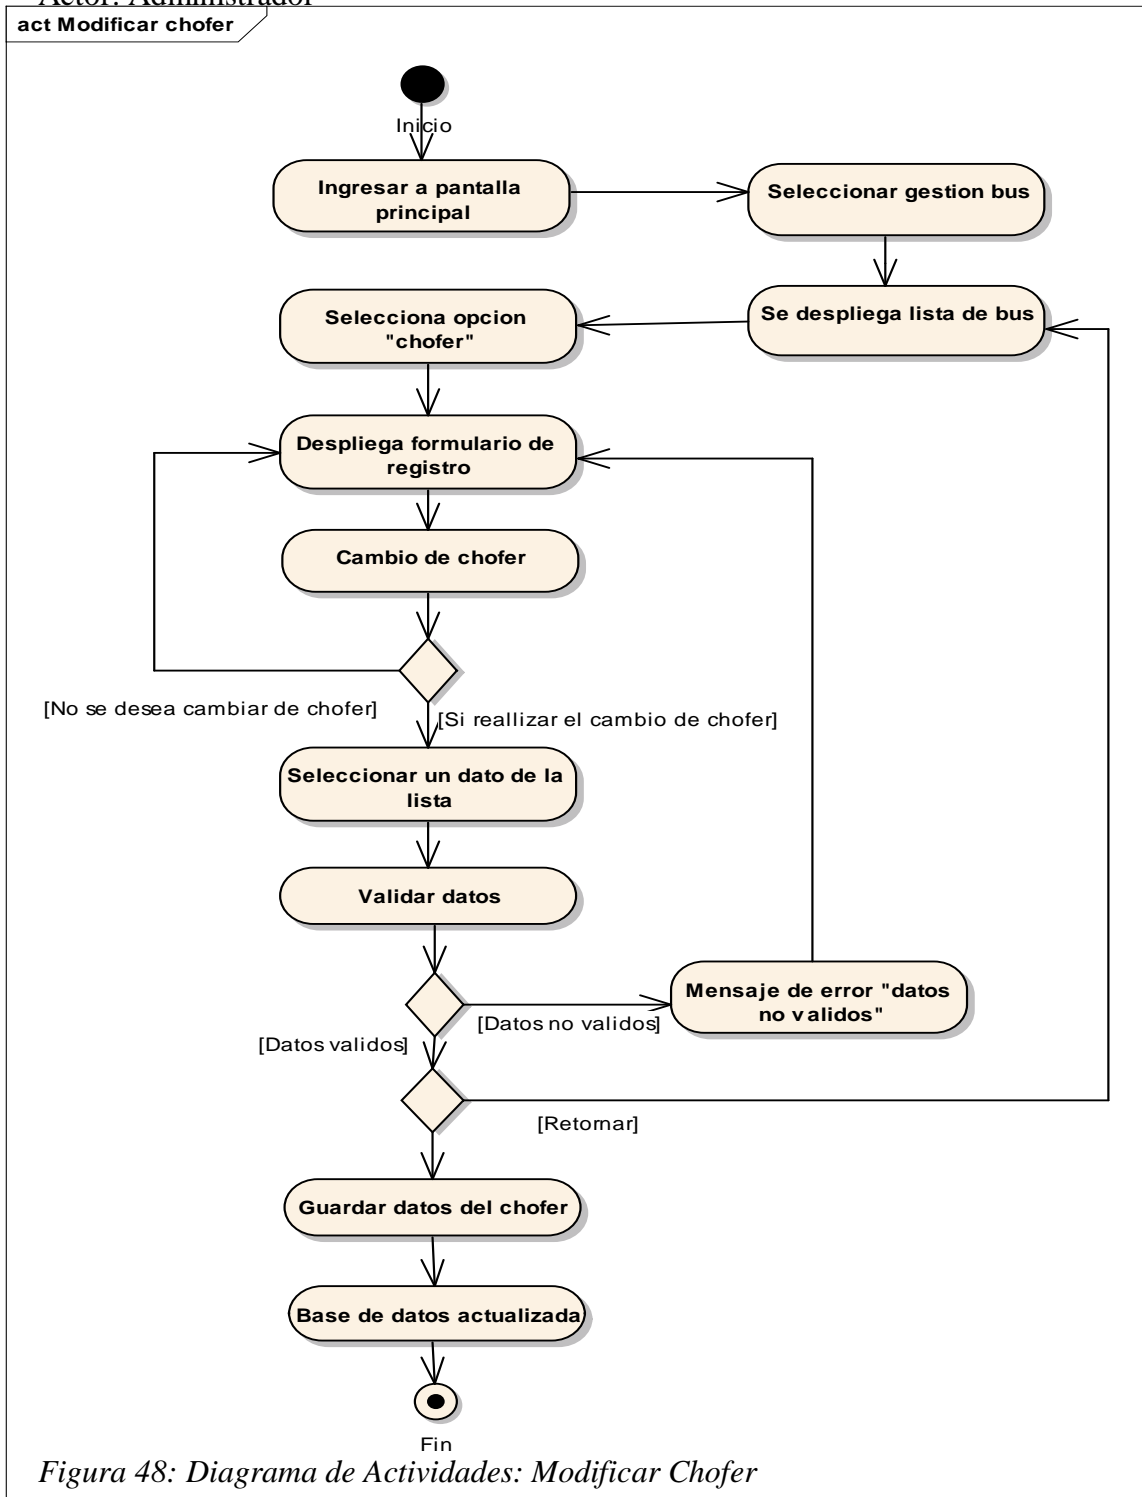 Actor: Administrador
act Modificar chofer
Inicio
Ingresar a pantalla
principal
Seleccionar gestion bus
Se despliega lista de bus
Selecciona opcion
"chofer"
Despliega formulario de
registro
Cambio de chofer
[No se desea cambiar de chofer]
[Si reallizar el cambio de chofer]
Seleccionar un dato de la
lista
Validar datos
Mensaje de error "datos
no validos"
[Datos no validos]
[Datos validos]
[Retornar]
Guardar datos del chofer
Base de datos actualizada
Fin
Figura 48: Diagrama de Actividades: Modificar Chofer